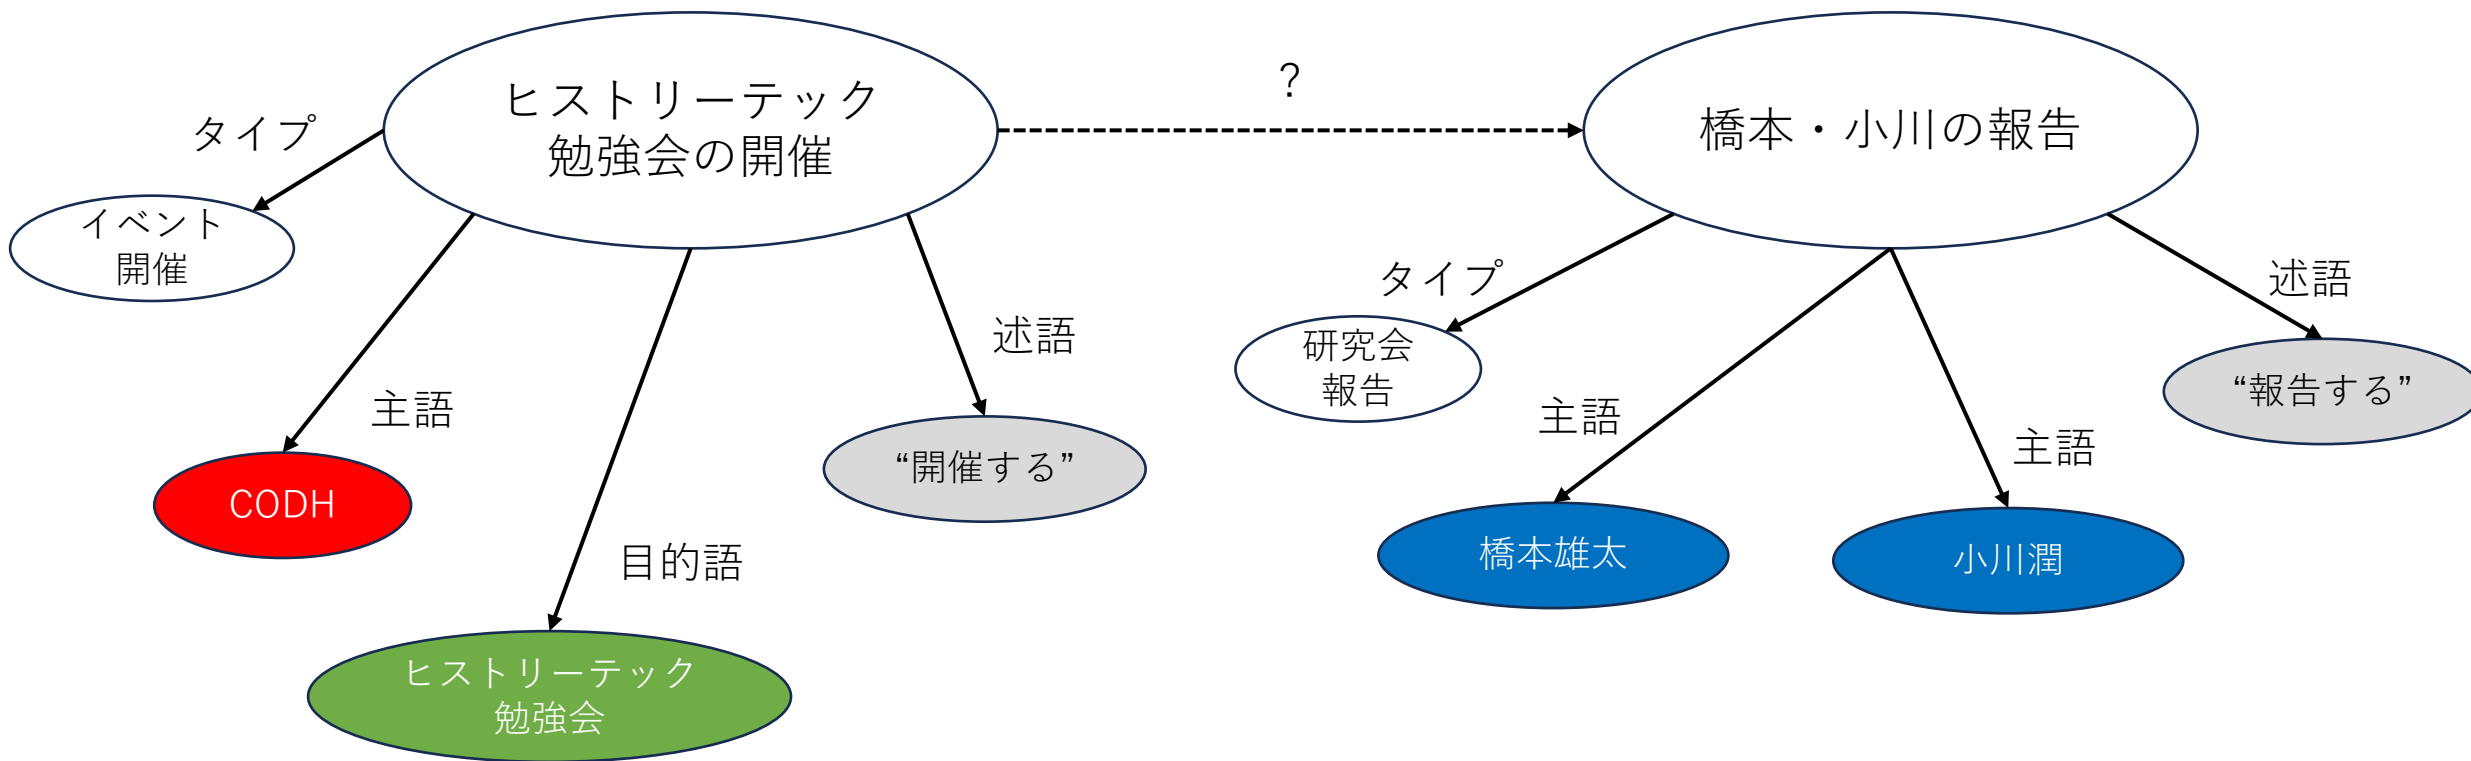 ヒストリーテック
勉強会の開催
?
橋本・小川の報告
タイプ
イベント
開催
主語
CODH
目的語
ヒストリーテック
勉強会
述語
“開催する”
タイプ
研究会
報告
主語
橋本雄太
主語
小川潤
述語
“報告する”